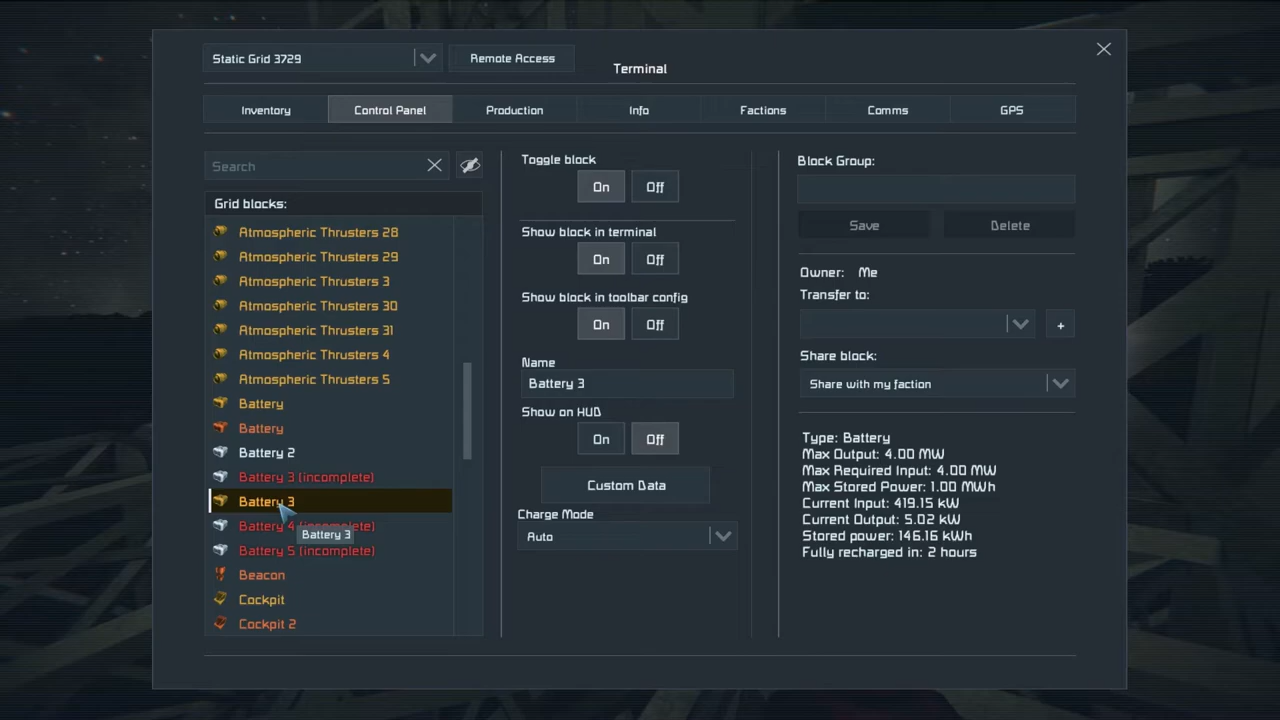 Static Grid 3729
Remote Access
Terminal
Inventory
Control Panel
Production
Info
Factions
Comms
GPS
Search
Grid blocks:
Atmospheric Thrusters 28
Atmospheric Thrusters 29
Atmospheric Thrusters 3
Atmospheric Thrusters 30
Atmospheric Thrusters 31
Atmospheric Thrusters 4
Atmospheric Thrusters 5
Battery
Battery
Battery 2
Battery 3 (incomplete)
Battery 3
Battery 4 (incomplete)
Battery 3
Battery 5 (incomplete)
Beacon
Cockpit
Cockpit 2
Toggle block
On Off
Show block in terminal
On Off
Show block in toolbar config
On Off
Name
Battery 3
Show on HUD
On Off
Custom Data
Charge Mode
Auto
Block Group:
Save Delete
Owner: Me
Transfer to:
+
Share block:
Share with my faction
Type: Battery
Max Output: 4.00 MW
Max Required Input: 4.00 MW
Max Stored Power: 1.00 MWh
Current Input: 419.15 kW
Current Output: 5.02 kW
Stored power: 146.16 kWh
Fully recharged in: 2 hours